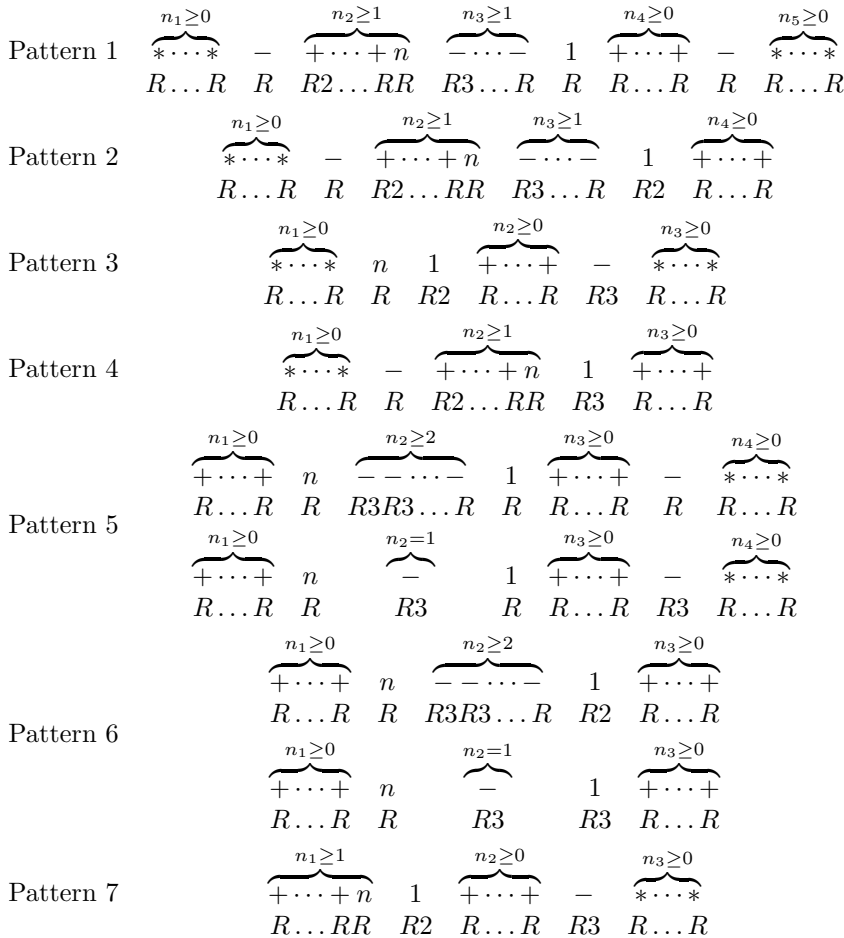 n₁≥0 n₂≥1 n₃≥1 n₄≥0 n₅≥0
Pattern 1 ∗···∗ − +···+ n −···− 1 +···+ − ∗···∗
R...R R R2...RR R3...R R R...R R R...R
n₁≥0 n₂≥1 n₃≥1 n₄≥0
Pattern 2 ∗···∗ − +···+ n −···− 1 +···+
R...R R R2...RR R3...R R2 R...R
n₁≥0 n₂≥0 n₃≥0
Pattern 3 ∗···∗ n 1 +···+ − ∗···∗
R...R R R2 R...R R3 R...R
n₁≥0 n₂≥1 n₃≥0
Pattern 4 ∗···∗ − +···+ n 1 +···+
R...R R R2...RR R3 R...R
n₁≥0 n₂≥2 n₃≥0 n₄≥0
+···+ n − −···− 1 +···+ − ∗···∗
R...R R R3R3...R R R...R R R...R
Pattern 5
n₁≥0 n₂=1 n₃≥0 n₄≥0
+···+ n − 1 +···+ − ∗···∗
R...R R R3 R R...R R3 R...R
n₁≥0 n₂≥2 n₃≥0
+···+ n − −···− 1 +···+
R...R R R3R3...R R2 R...R
Pattern 6
n₁≥0 n₂=1 n₃≥0
+···+ n − 1 +···+
R...R R R3 R3 R...R
n₁≥1 n₂≥0 n₃≥0
Pattern 7 +···+ n 1 +···+ − ∗···∗
R...RR R2 R...R R3 R...R